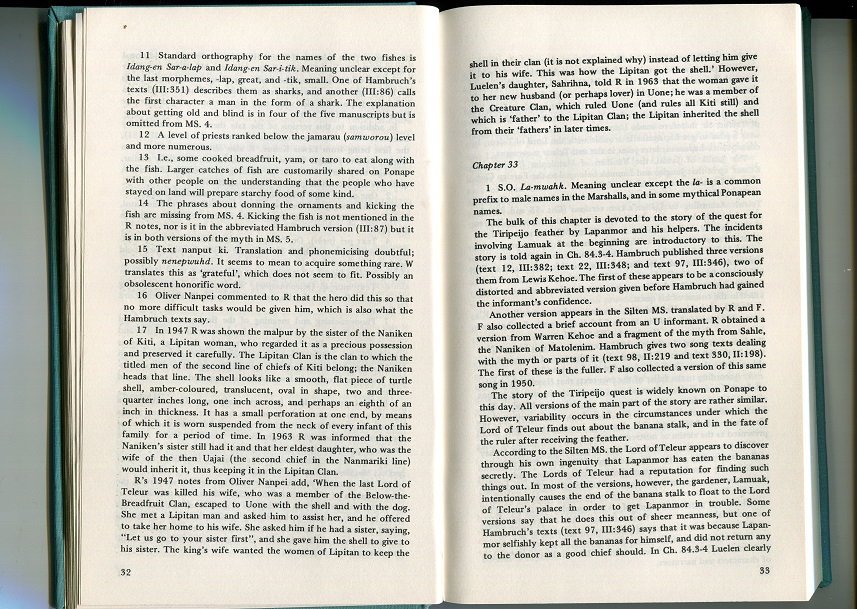 11 Standard orthography for the names of the two fishes is
Idang-en Sar-a-lap and Idang-en Sar-i-tik. Meaning unclear except for
the last morphemes, -lap, great, and -tik, small. One of Hambruch's
texts (III:351) describes them as sharks, and another (III:86) calls
the first character a man in the form of a shark. The explanation
about getting old and blind is in four of the five manuscripts but is
omitted from MS. 4.
12 A level of priests ranked below the jamarau (samworou) level
and more numerous.
13 I.e., some cooked breadfruit, yam, or taro to eat along with
the fish. Larger catches of fish are customarily shared on Ponape
with other people on the understanding that the people who have
stayed on land will prepare starchy food of some kind.
14 The phrases about donning the ornaments and kicking the
fish are missing from MS. 4. Kicking the fish is not mentioned in the
R notes, nor is it in the abbreviated Hambruch version (III:87) but it
is in both versions of the myth in MS. 5.
15 Text nanput ki. Translation and phonemicising doubtful;
possibly nenepwuhd. It seems to mean to acquire something rare. W
translates this as 'grateful', which does not seem to fit. Possibly an
obsolescent honorific word.
16 Oliver Nanpei commented to R that the hero did this so that
no more difficult tasks would be given him, which is also what the
Hambruch texts say.
17 In 1947 R was shown the malpur by the sister of the Naniken
of Kiti, a Lipitan woman, who regarded it as a precious possession
and preserved it carefully. The Lipitan Clan is the clan to which the
titled men of the second line of chiefs of Kiti belong; the Naniken
heads that line. The shell looks like a smooth, flat piece of turtle
shell, amber-coloured, translucent, oval in shape, two and three-
quarter inches long, one inch across, and perhaps an eighth of an
inch in thickness. It has a small perforation at one end, by means
of which it is worn suspended from the neck of every infant of this
family for a period of time. In 1963 R was informed that the
Naniken's sister still had it and that her eldest daughter, who was the
wife of the then Uajai (the second chief in the Nanmariki line)
would inherit it, thus keeping it in the Lipitan Clan.
R's 1947 notes from Oliver Nanpei add, 'When the last Lord of
Teleur was killed his wife, who was a member of the Below-the-
Breadfruit Clan, escaped to Uone with the shell and with the dog.
She met a Lipitan man and asked him to assist her, and he offered
to take her home to his wife. She asked him if he had a sister, saying,
"Let us go to your sister first", and she gave him the shell to give to
his sister. The king's wife wanted the women of Lipitan to keep the
32
shell in their clan (it is not explained why) instead of letting him give
it to his wife. This was how the Lipitan got the shell.' However,
Luelen's daughter, Sahrihna, told R in 1963 that the woman gave it
to her new husband (or perhaps lover) in Uone; he was a member of
the Creature Clan, which ruled Uone (and rules all Kiti still) and
which is 'father' to the Lipitan Clan; the Lipitan inherited the shell
from their 'fathers' in later times.
Chapter 33
1 S.O. La-mwahk. Meaning unclear except the la- is a common
prefix to male names in the Marshalls, and in some mythical Ponapean
names.
The bulk of this chapter is devoted to the story of the quest for
the Tiripeijo feather by Lapanmor and his helpers. The incidents
involving Lamuak at the beginning are introductory to this. The
story is told again in Ch. 84.3-4. Hambruch published three versions
(text 12, III:382; text 22, III:348; and text 97, III:346), two of
them from Lewis Kehoe. The first of these appears to be a consciously
distorted and abbreviated version given before Hambruch had gained
the informant's confidence.
Another version appears in the Silten MS. translated by R and F.
F also collected a brief account from an U informant. R obtained a
version from Warren Kehoe and a fragment of the myth from Sahle,
the Naniken of Matolenim. Hambruch gives two song texts dealing
with the myth or parts of it (text 98, II:219 and text 330, II:198).
The first of these is the fuller. F also collected a version of this same
song in 1950.
The story of the Tiripeijo quest is widely known on Ponape to
this day. All versions of the main part of the story are rather similar.
However, variability occurs in the circumstances under which the
Lord of Teleur finds out about the banana stalk, and in the fate of
the ruler after receiving the feather.
According to the Silten MS. the Lord of Teleur appears to discover
through his own ingenuity that Lapanmor has eaten the bananas
secretly. The Lords of Teleur had a reputation for finding such
things out. In most of the versions, however, the gardener, Lamuak,
intentionally causes the end of the banana stalk to float to the Lord
of Teleur's palace in order to get Lapanmor in trouble. Some
versions say that he does this out of sheer meanness, but one of
Hambruch's texts (text 97, III:346) says that it was because Lapan-
mor selfishly kept all the bananas for himself, and did not return any
to the donor as a good chief should. In Ch. 84.3-4 Luelen clearly
33